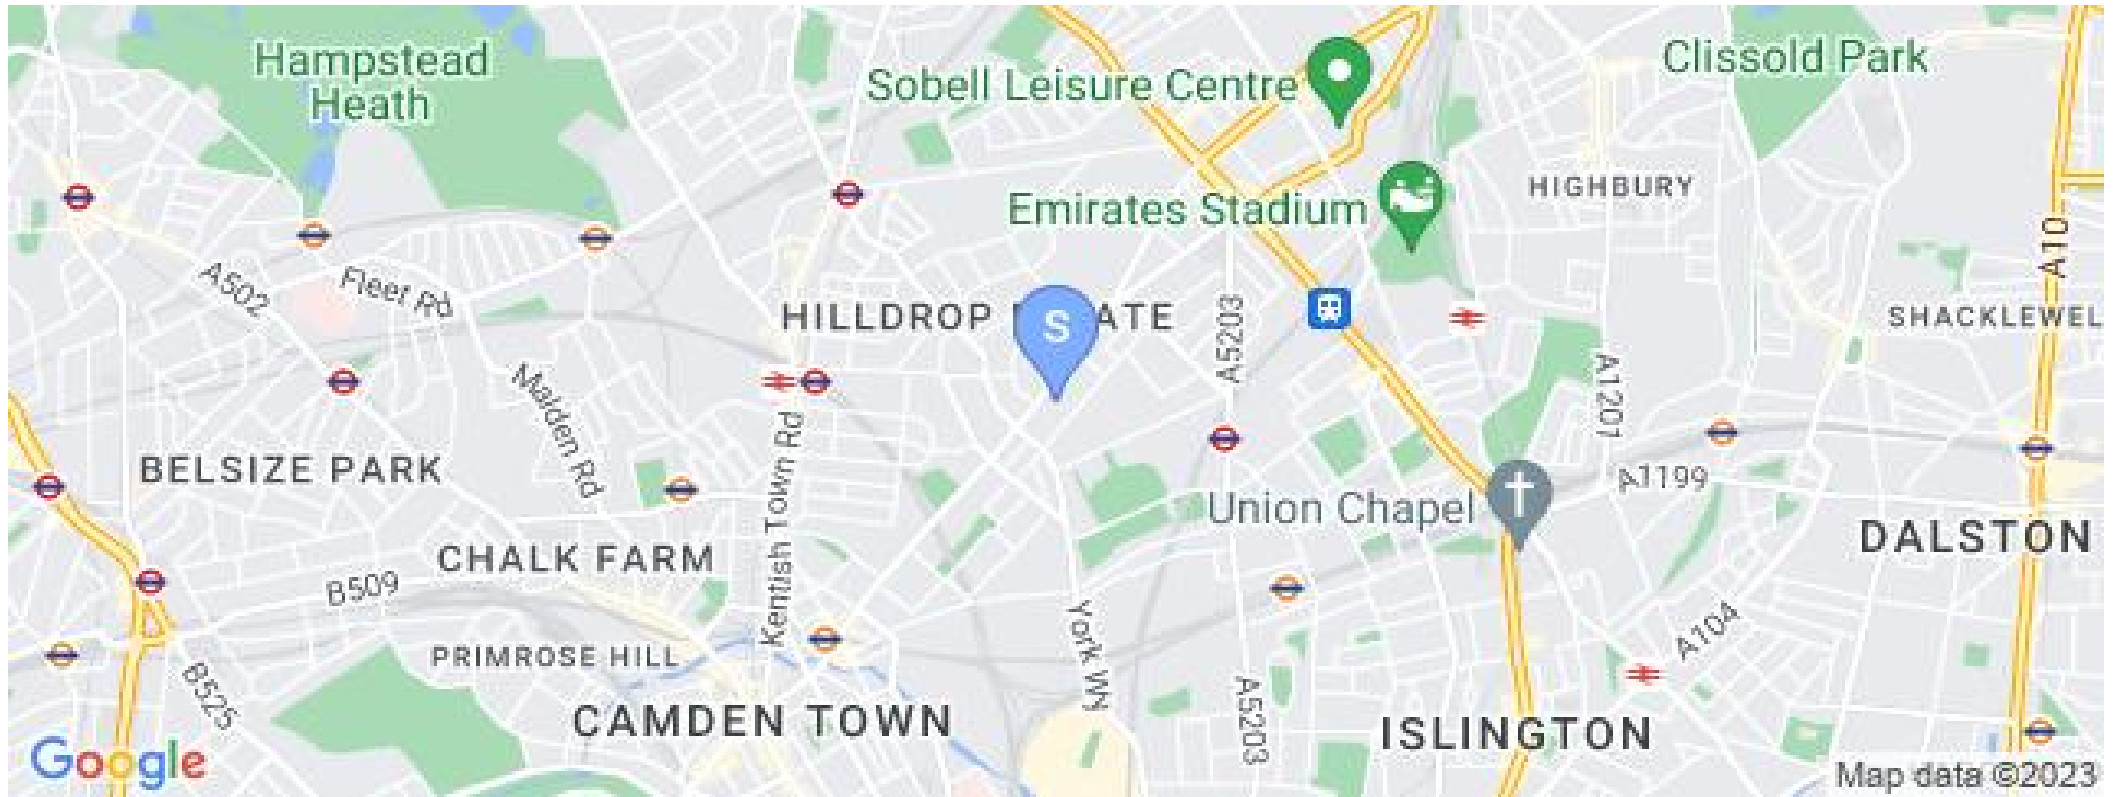 Hampstead
Heath
Sobell Leisure Centre
Clissold Park
HIGHBURY
Emirates Stadium
A10
A502
Fleet Rd
HILLDROP
ATE
S
A5203
SHACKLEWEL
Malden Rd
A1201
BELSIZE PARK
Kentish Town Rd
A1199
Union Chapel
DALSTON
CHALK FARM
B509
York Wy
A104
PRIMROSE HILL
B525
A5203
CAMDEN TOWN
ISLINGTON
Google
Map data ©2023